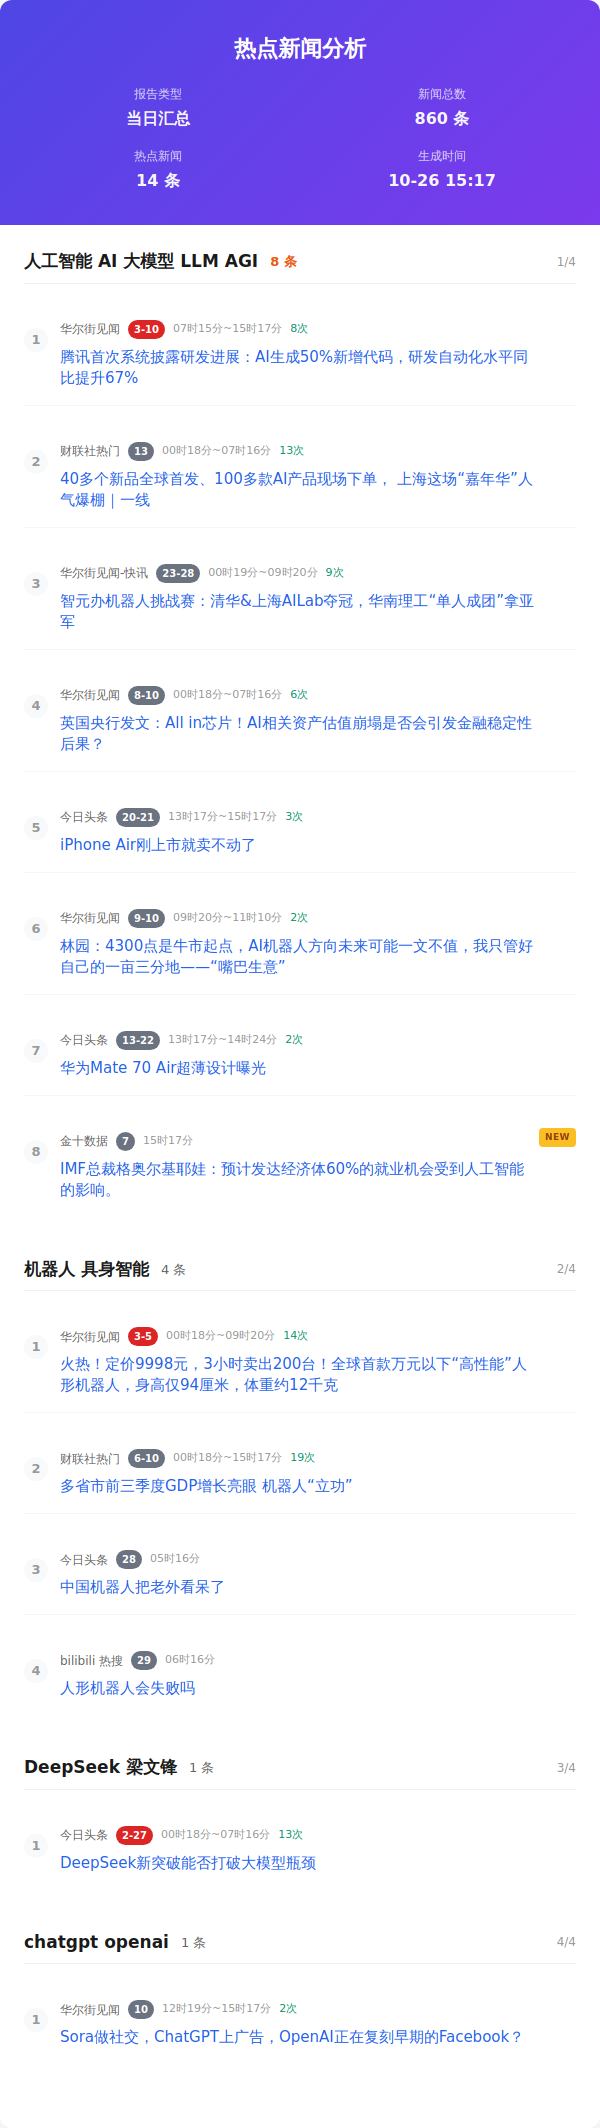 热点新闻分析
报告类型
新闻总数
当日汇总
860 条
热点新闻
生成时间
14 条
10-26 15:17
人工智能 AI 大模型 LLM AGI 8 条 1/4
1
华尔街见闻 3-10 07时15分~15时17分 8次
腾讯首次系统披露研发进展：AI生成50%新增代码，研发自动化水平同
比提升67%
2
财联社热门 13 00时18分~07时16分 13次
40多个新品全球首发、100多款AI产品现场下单， 上海这场“嘉年华”人
气爆棚｜一线
3
华尔街见闻-快讯 23-28 00时19分~09时20分 9次
智元办机器人挑战赛：清华&上海AILab夺冠，华南理工“单人成团”拿亚
军
4
华尔街见闻 8-10 00时18分~07时16分 6次
英国央行发文：All in芯片！AI相关资产估值崩塌是否会引发金融稳定性
后果？
5
今日头条 20-21 13时17分~15时17分 3次
iPhone Air刚上市就卖不动了
6
华尔街见闻 9-10 09时20分~11时10分 2次
林园：4300点是牛市起点，AI机器人方向未来可能一文不值，我只管好
自己的一亩三分地——“嘴巴生意”
7
今日头条 13-22 13时17分~14时24分 2次
华为Mate 70 Air超薄设计曝光
8
金十数据 7 15时17分 NEW
IMF总裁格奥尔基耶娃：预计发达经济体60%的就业机会受到人工智能
的影响。
机器人 具身智能 4 条 2/4
1
华尔街见闻 3-5 00时18分~09时20分 14次
火热！定价9998元，3小时卖出200台！全球首款万元以下“高性能”人
形机器人，身高仅94厘米，体重约12千克
2
财联社热门 6-10 00时18分~15时17分 19次
多省市前三季度GDP增长亮眼 机器人“立功”
3
今日头条 28 05时16分
中国机器人把老外看呆了
4
bilibili 热搜 29 06时16分
人形机器人会失败吗
DeepSeek 梁文锋 1 条 3/4
1
今日头条 2-27 00时18分~07时16分 13次
DeepSeek新突破能否打破大模型瓶颈
chatgpt openai 1 条 4/4
1
华尔街见闻 10 12时19分~15时17分 2次
Sora做社交，ChatGPT上广告，OpenAI正在复刻早期的Facebook？